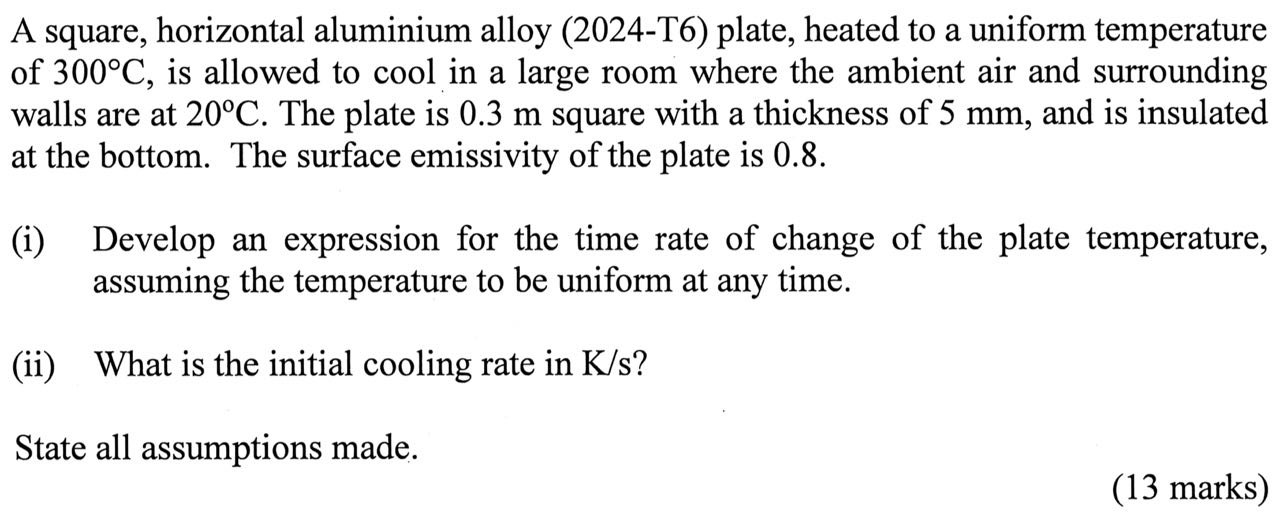 A square, horizontal aluminium alloy (2024-T6) plate, heated to a uniform temperature
of 300°C, is allowed to cool in a large room where the ambient air and surrounding
walls are at 20°C. The plate is 0.3 m square with a thickness of 5 mm, and is insulated
at the bottom. The surface emissivity of the plate is 0.8.
(i) Develop an expression for the time rate of change of the plate temperature,
assuming the temperature to be uniform at any time.
(ii) What is the initial cooling rate in K/s?
State all assumptions made.
(13 marks)